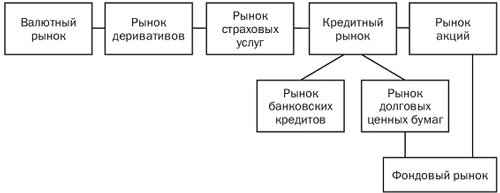 Валютный
рынок
Рынок
деривативов
Рынок
страховых
услуг
Кредитный
рынок
Рынок
акций
Рынок
банковских
кредитов
Рынок
долговых
ценных бумаг
Фондовый рынок